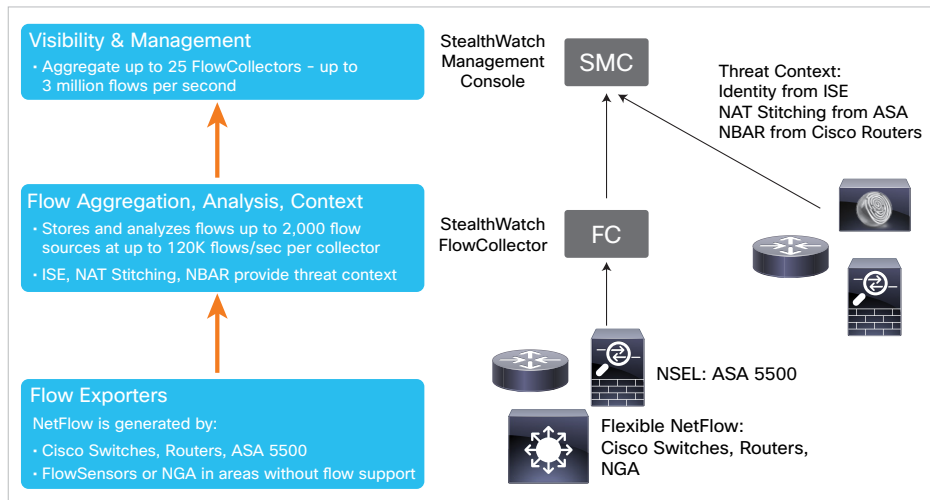 Visibility & Management
· Aggregate up to 25 FlowCollectors – up to
3 million flows per second
Flow Aggregation, Analysis, Context
· Stores and analyzes flows up to 2,000 flow
sources at up to 120K flows/sec per collector
· ISE, NAT Stitching, NBAR provide threat context
Flow Exporters
NetFlow is generated by:
· Cisco Switches, Routers, ASA 5500
· FlowSensors or NGA in areas without flow support
StealthWatch
Management
Console
SMC
Threat Context:
Identity from ISE
NAT Stitching from ASA
NBAR from Cisco Routers
StealthWatch
FlowCollector
FC
NSEL: ASA 5500
Flexible NetFlow:
Cisco Switches, Routers,
NGA